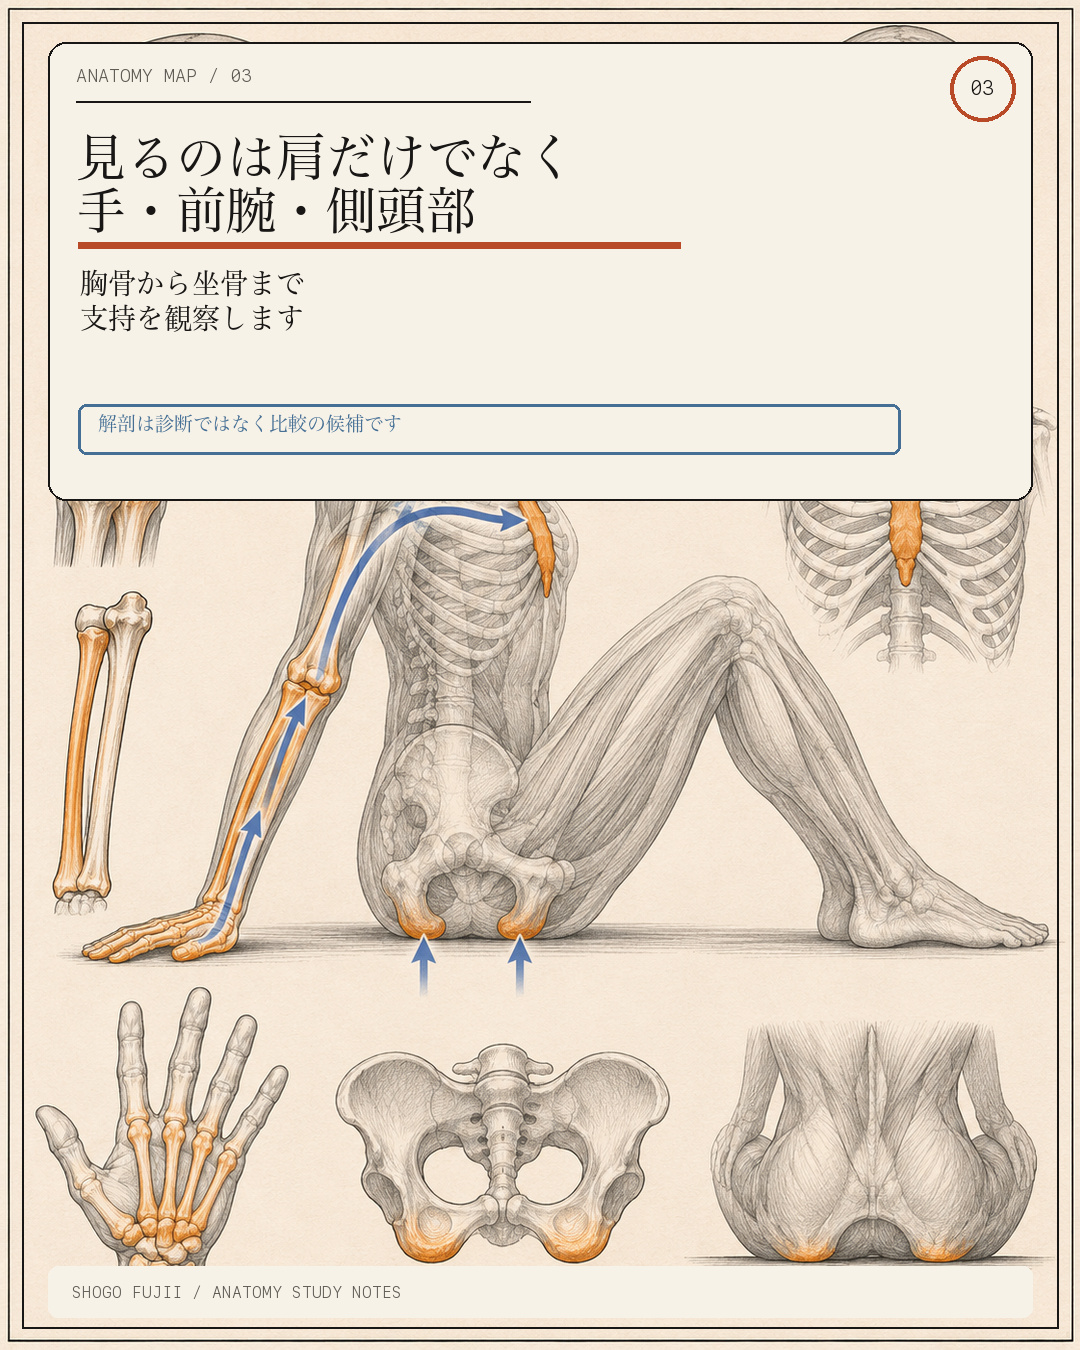 ANATOMY MAP / 03
03
見るのは肩だけでなく
手・前腕・側頭部
胸骨から坐骨まで
支持を観察します
解剖は診断ではなく比較の候補です
SHOGO FUJII / ANATOMY STUDY NOTES